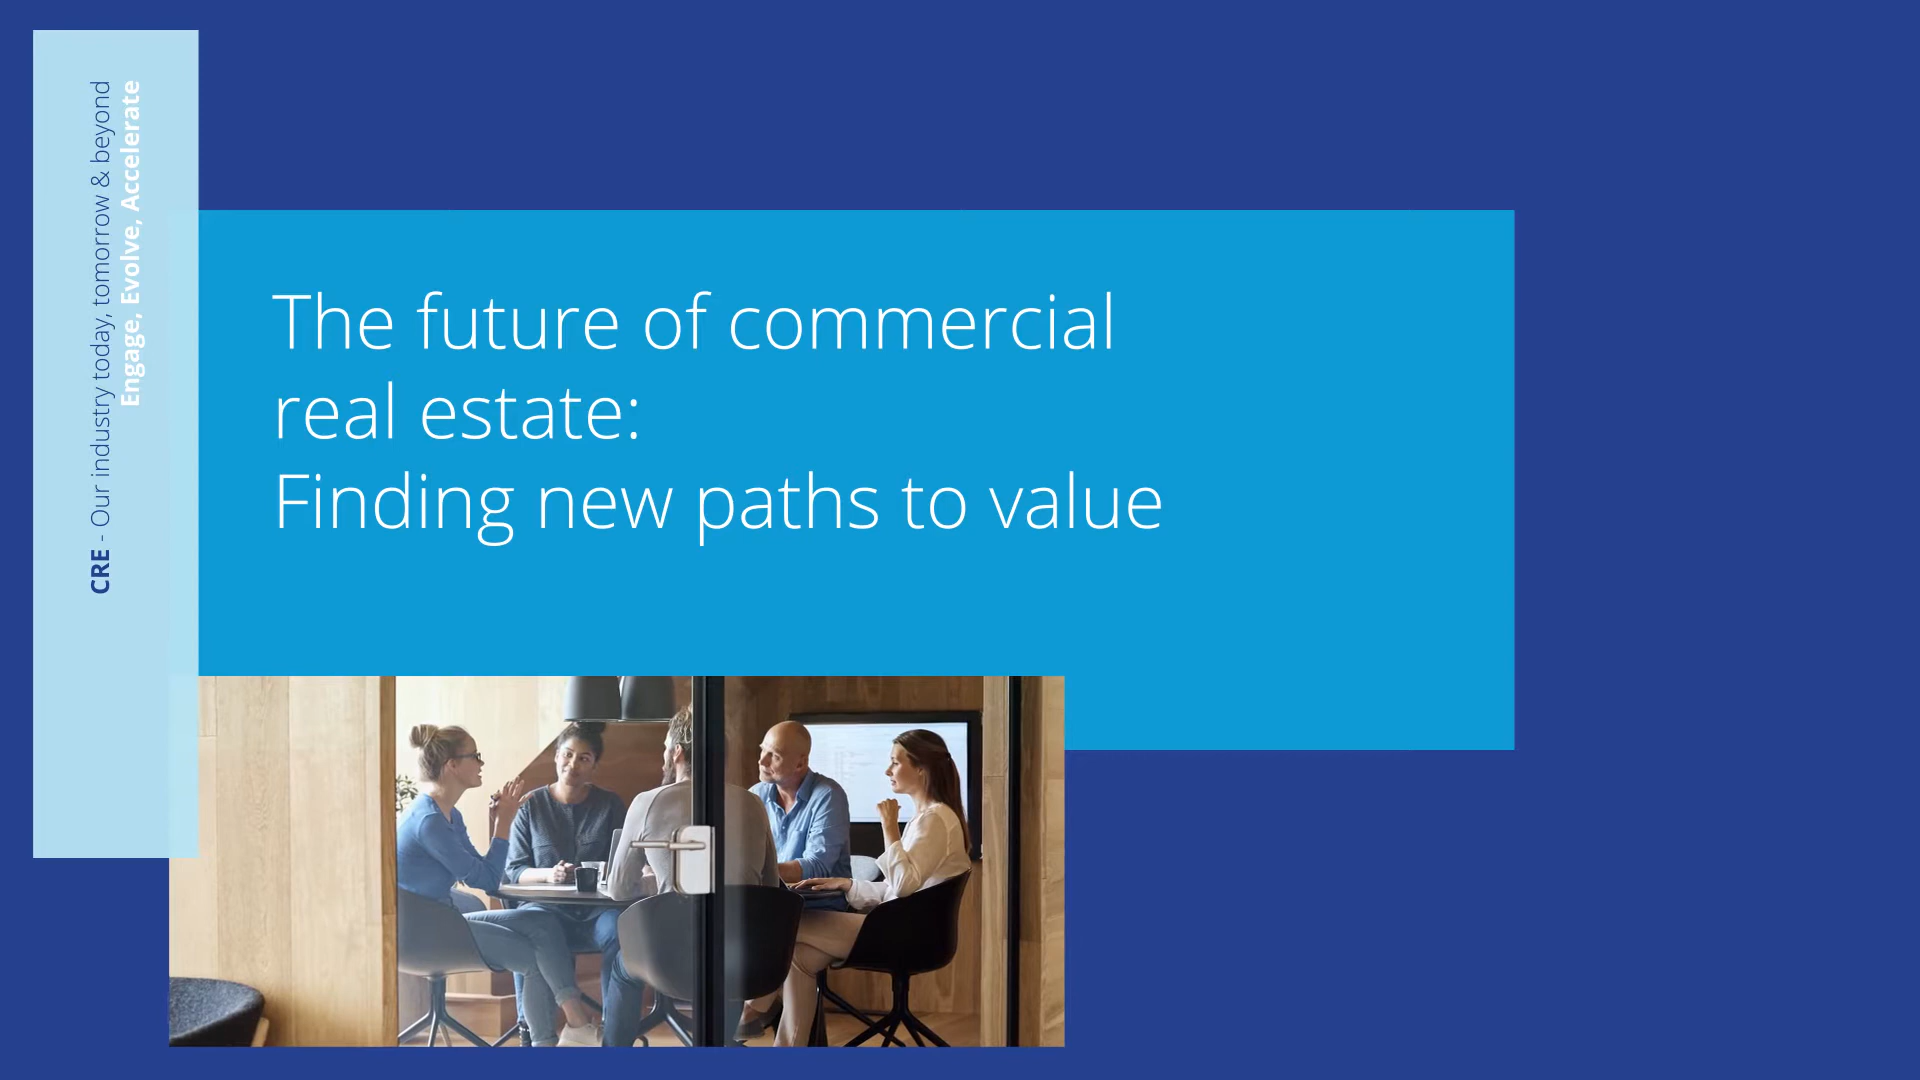 CRE - Our industry today, tomorrow & beyond
Engage, Evolve, Accelerate
The future of commercial
real estate:
Finding new paths to value